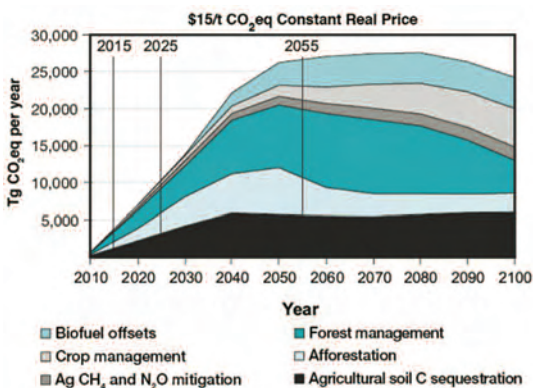 $15/t CO₂eq Constant Real Price
30,000
25,000
20,000
15,000
10,000
5,000
Tg CO₂eq per year
2015 2025 2055
2010 2020 2030 2040 2050 2060 2070 2080 2090 2100
Year
Biofuel offsets
Crop management
Ag CH₄ and N₂O mitigation
Forest management
Afforestation
Agricultural soil C sequestration